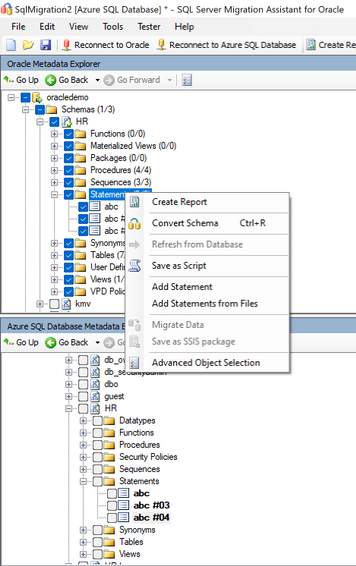 SqlMigration2 [Azure SQL Database] * - SQL Server Migration Assistant for Oracle
File Edit View Tools Tester Help
Reconnect to Oracle Reconnect to Azure SQL Database Create Re
Oracle Metadata Explorer
Go Up Go Back Go Forward
oracledemo
Schemas (1/3)
HR
Functions (0/0)
Materialized Views (0/0)
Packages (0/0)
Procedures (4/4)
Sequences (3/3)
Statem
abc
abc #
abc #
Synonyms
Tables (7
User Defin
Views (1/
VPD Polic
kmv
Create Report
Convert Schema Ctrl+R
Refresh from Database
Save as Script
Add Statement
Add Statements from Files
Migrate Data
Save as SSIS package
Advanced Object Selection
Azure SQL Database Metadata E
Go Up Go Back Go
db_ow
db_securityadmin
dbo
guest
HR
Datatypes
Functions
Procedures
Security Policies
Sequences
Statements
abc
abc #03
abc #04
Synonyms
Tables
Views